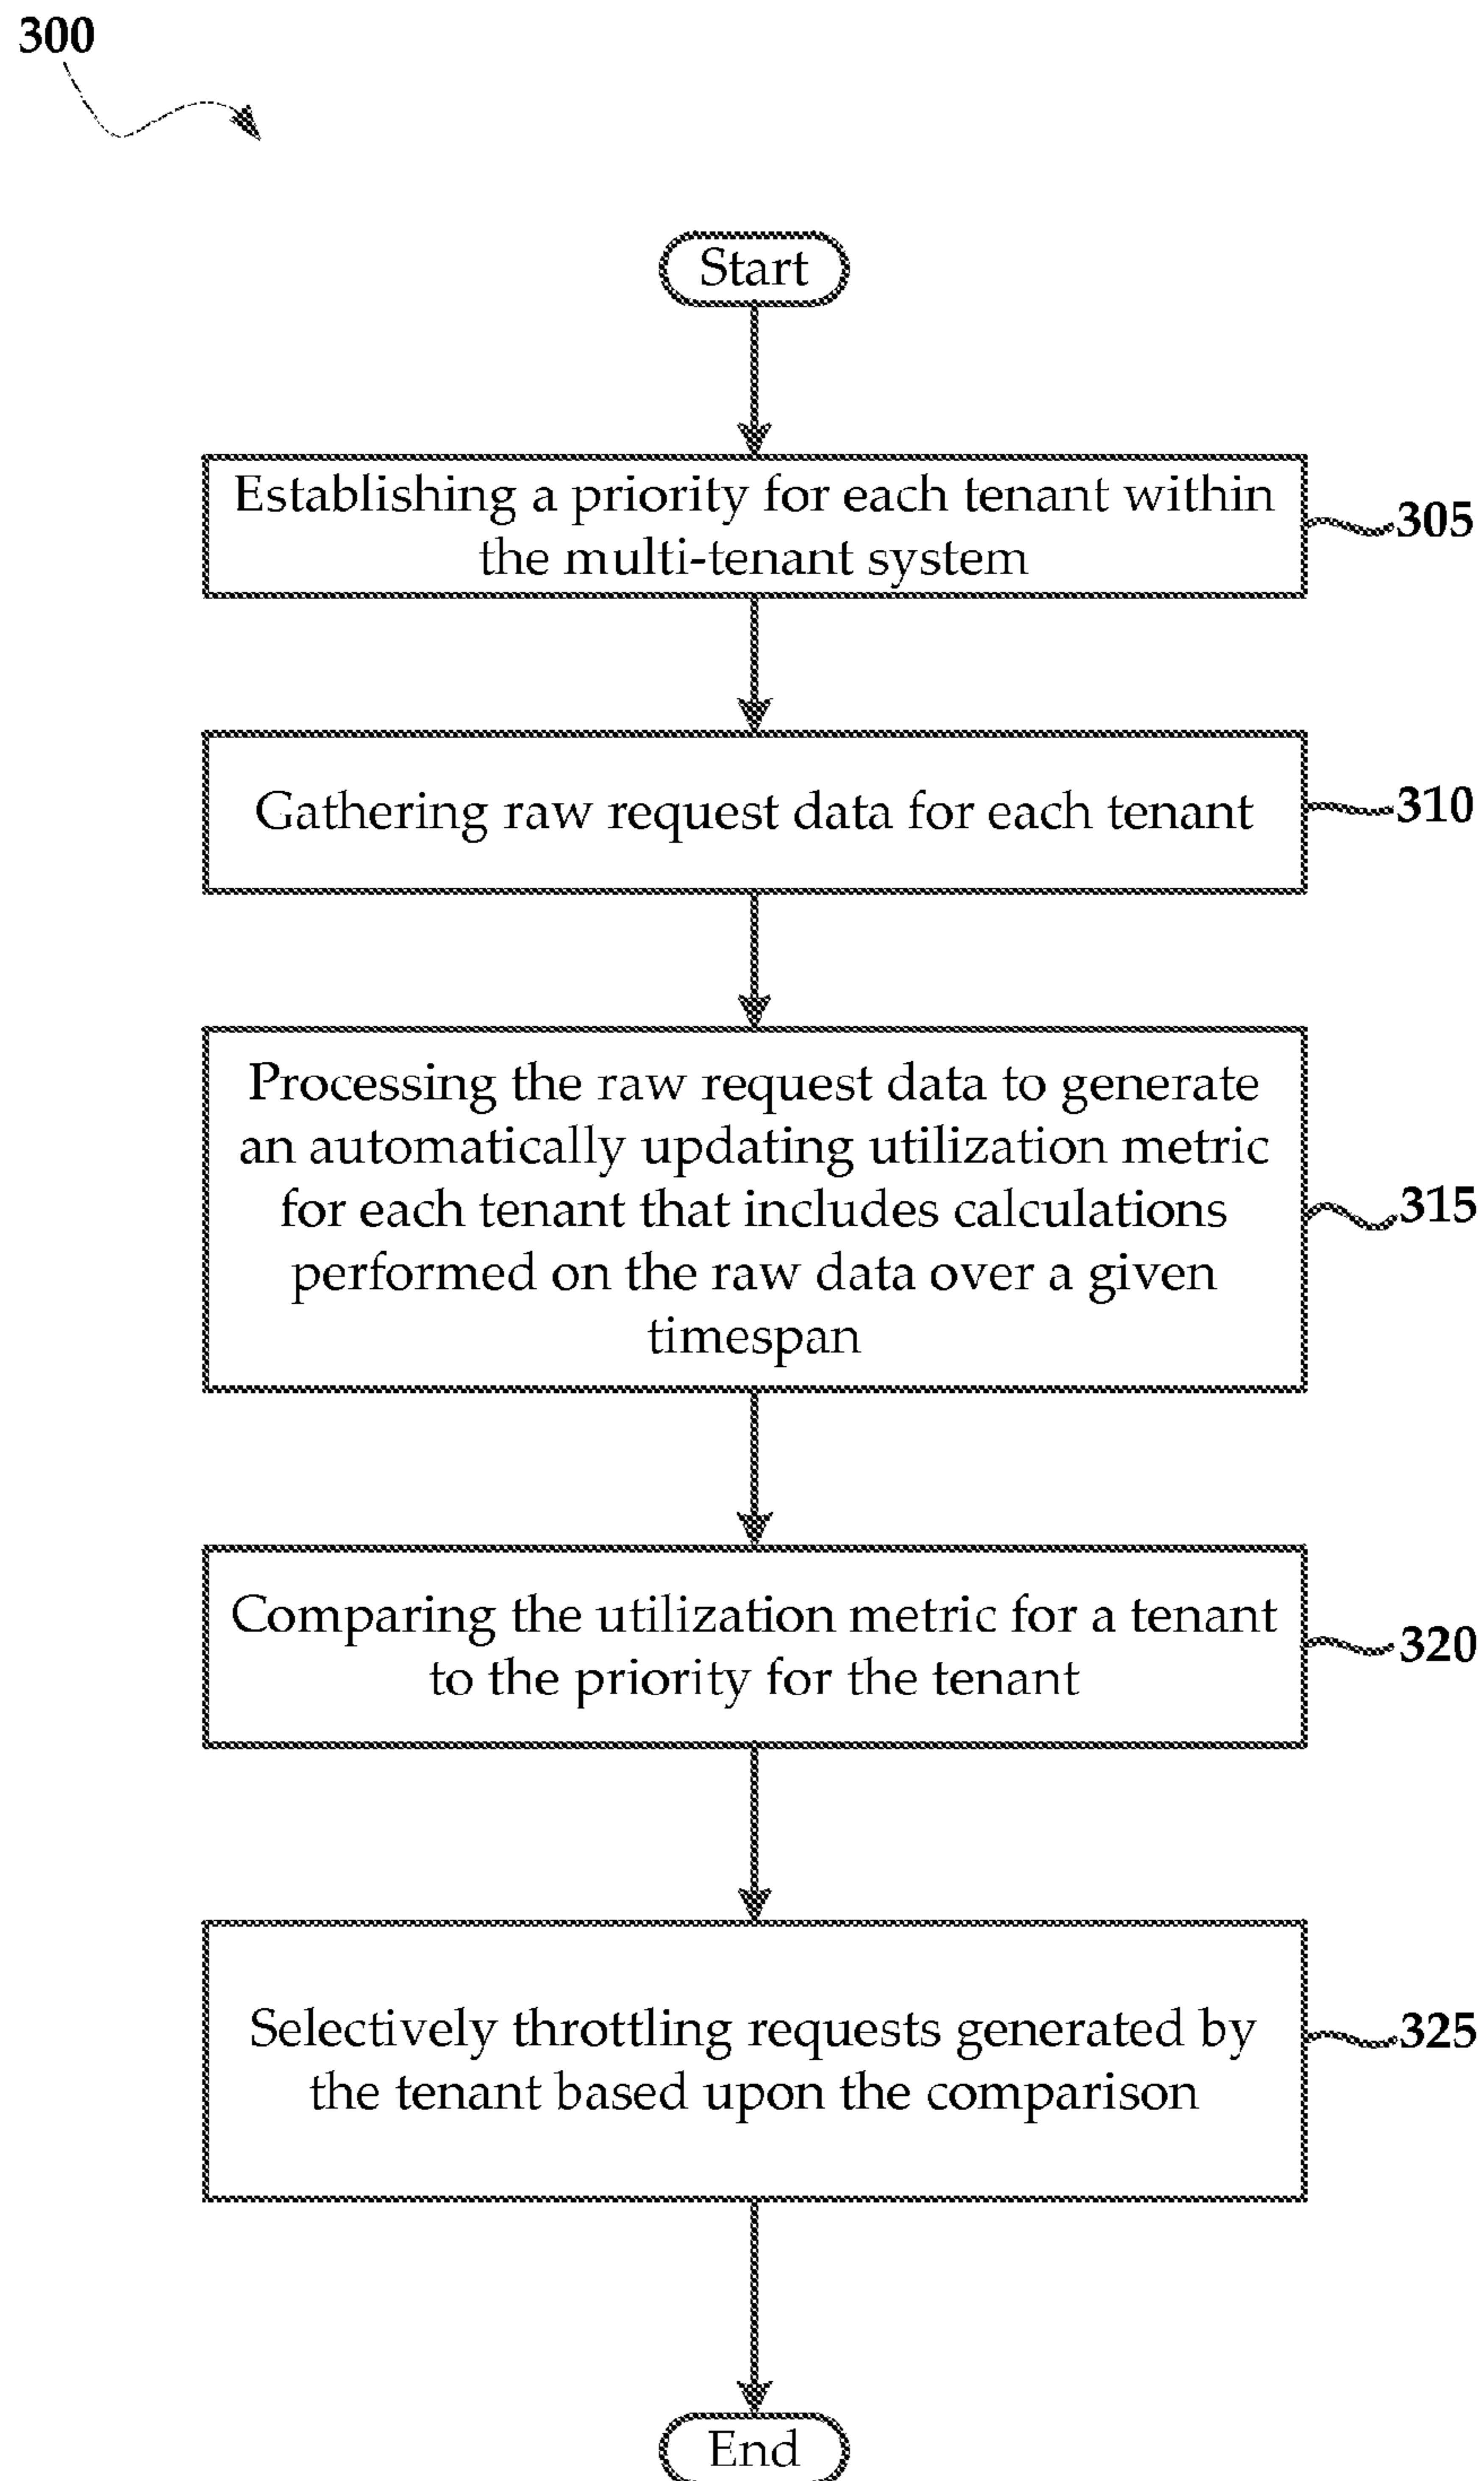 300
Start
Establishing a priority for each tenant within
the multi-tenant system
305
Gathering raw request data for each tenant
310
Processing the raw request data to generate
an automatically updating utilization metric
for each tenant that includes calculations
performed on the raw data over a given
timespan
315
Comparing the utilization metric for a tenant
to the priority for the tenant
320
Selectively throttling requests generated by
the tenant based upon the comparison
325
End